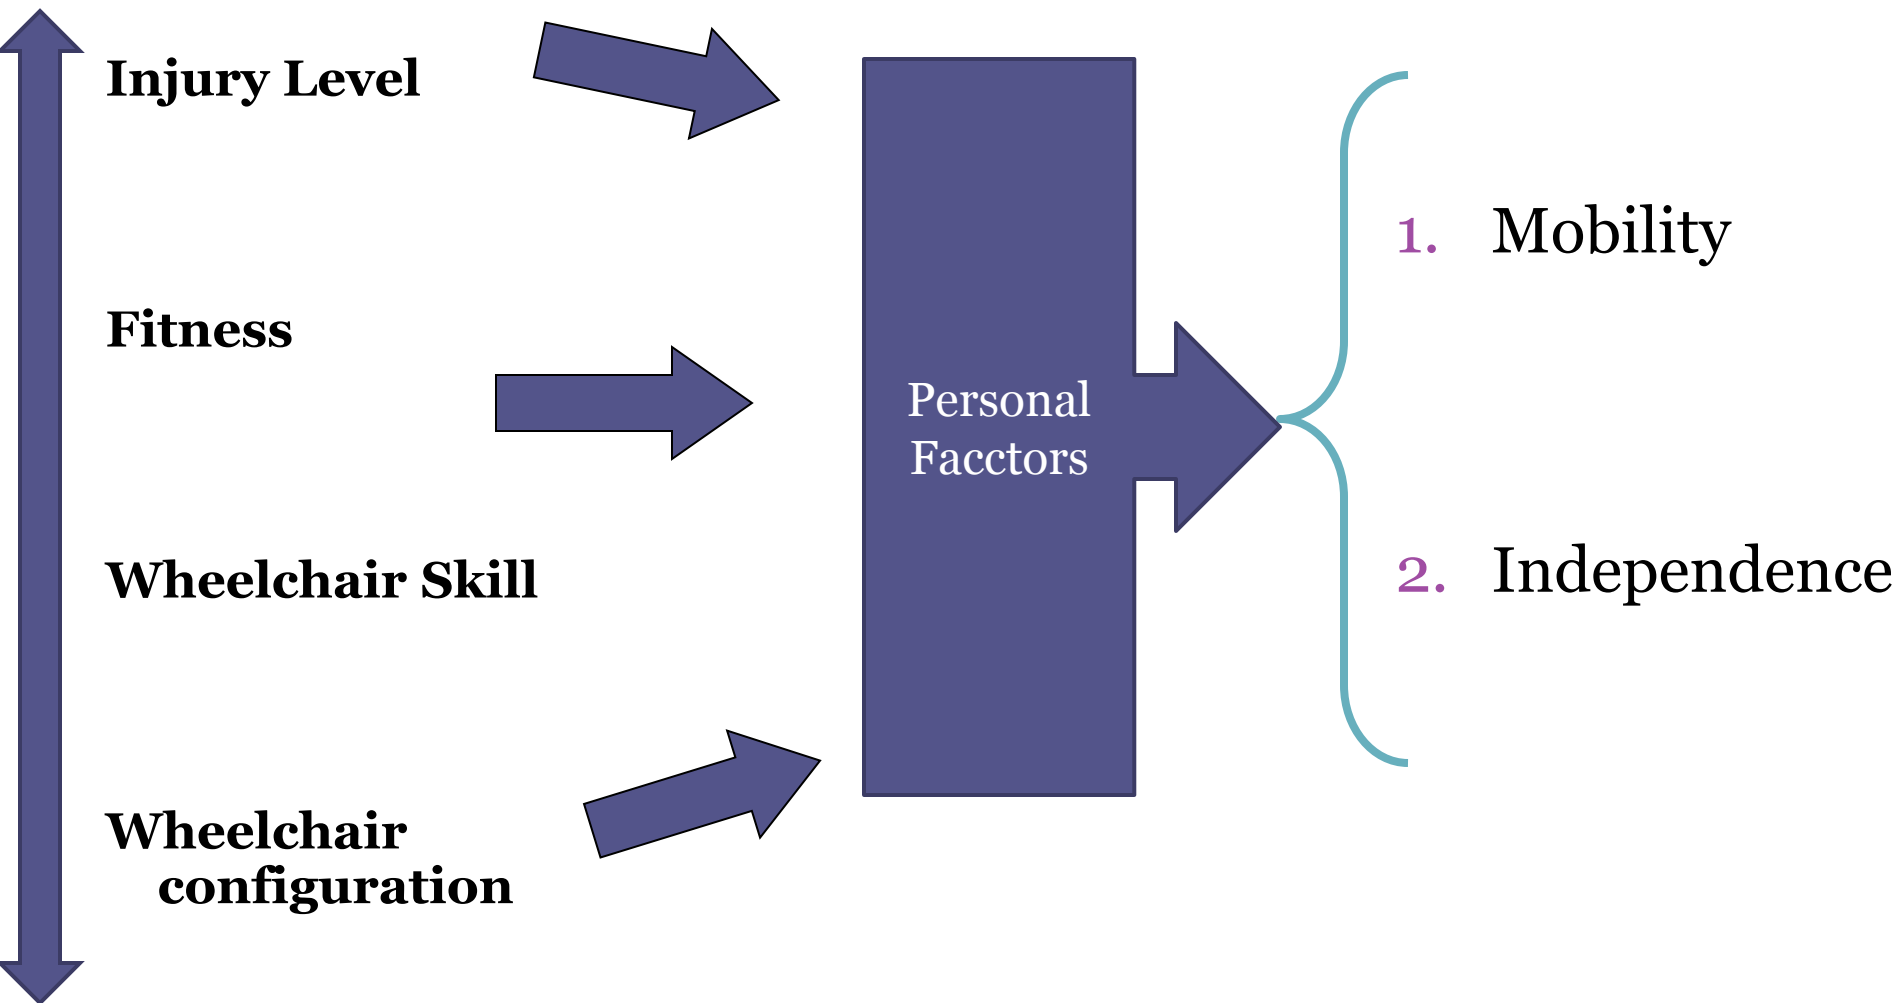 Injury Level
Fitness
Wheelchair Skill
Wheelchair
configuration
Personal
Facctors
1. Mobility
2. Independence